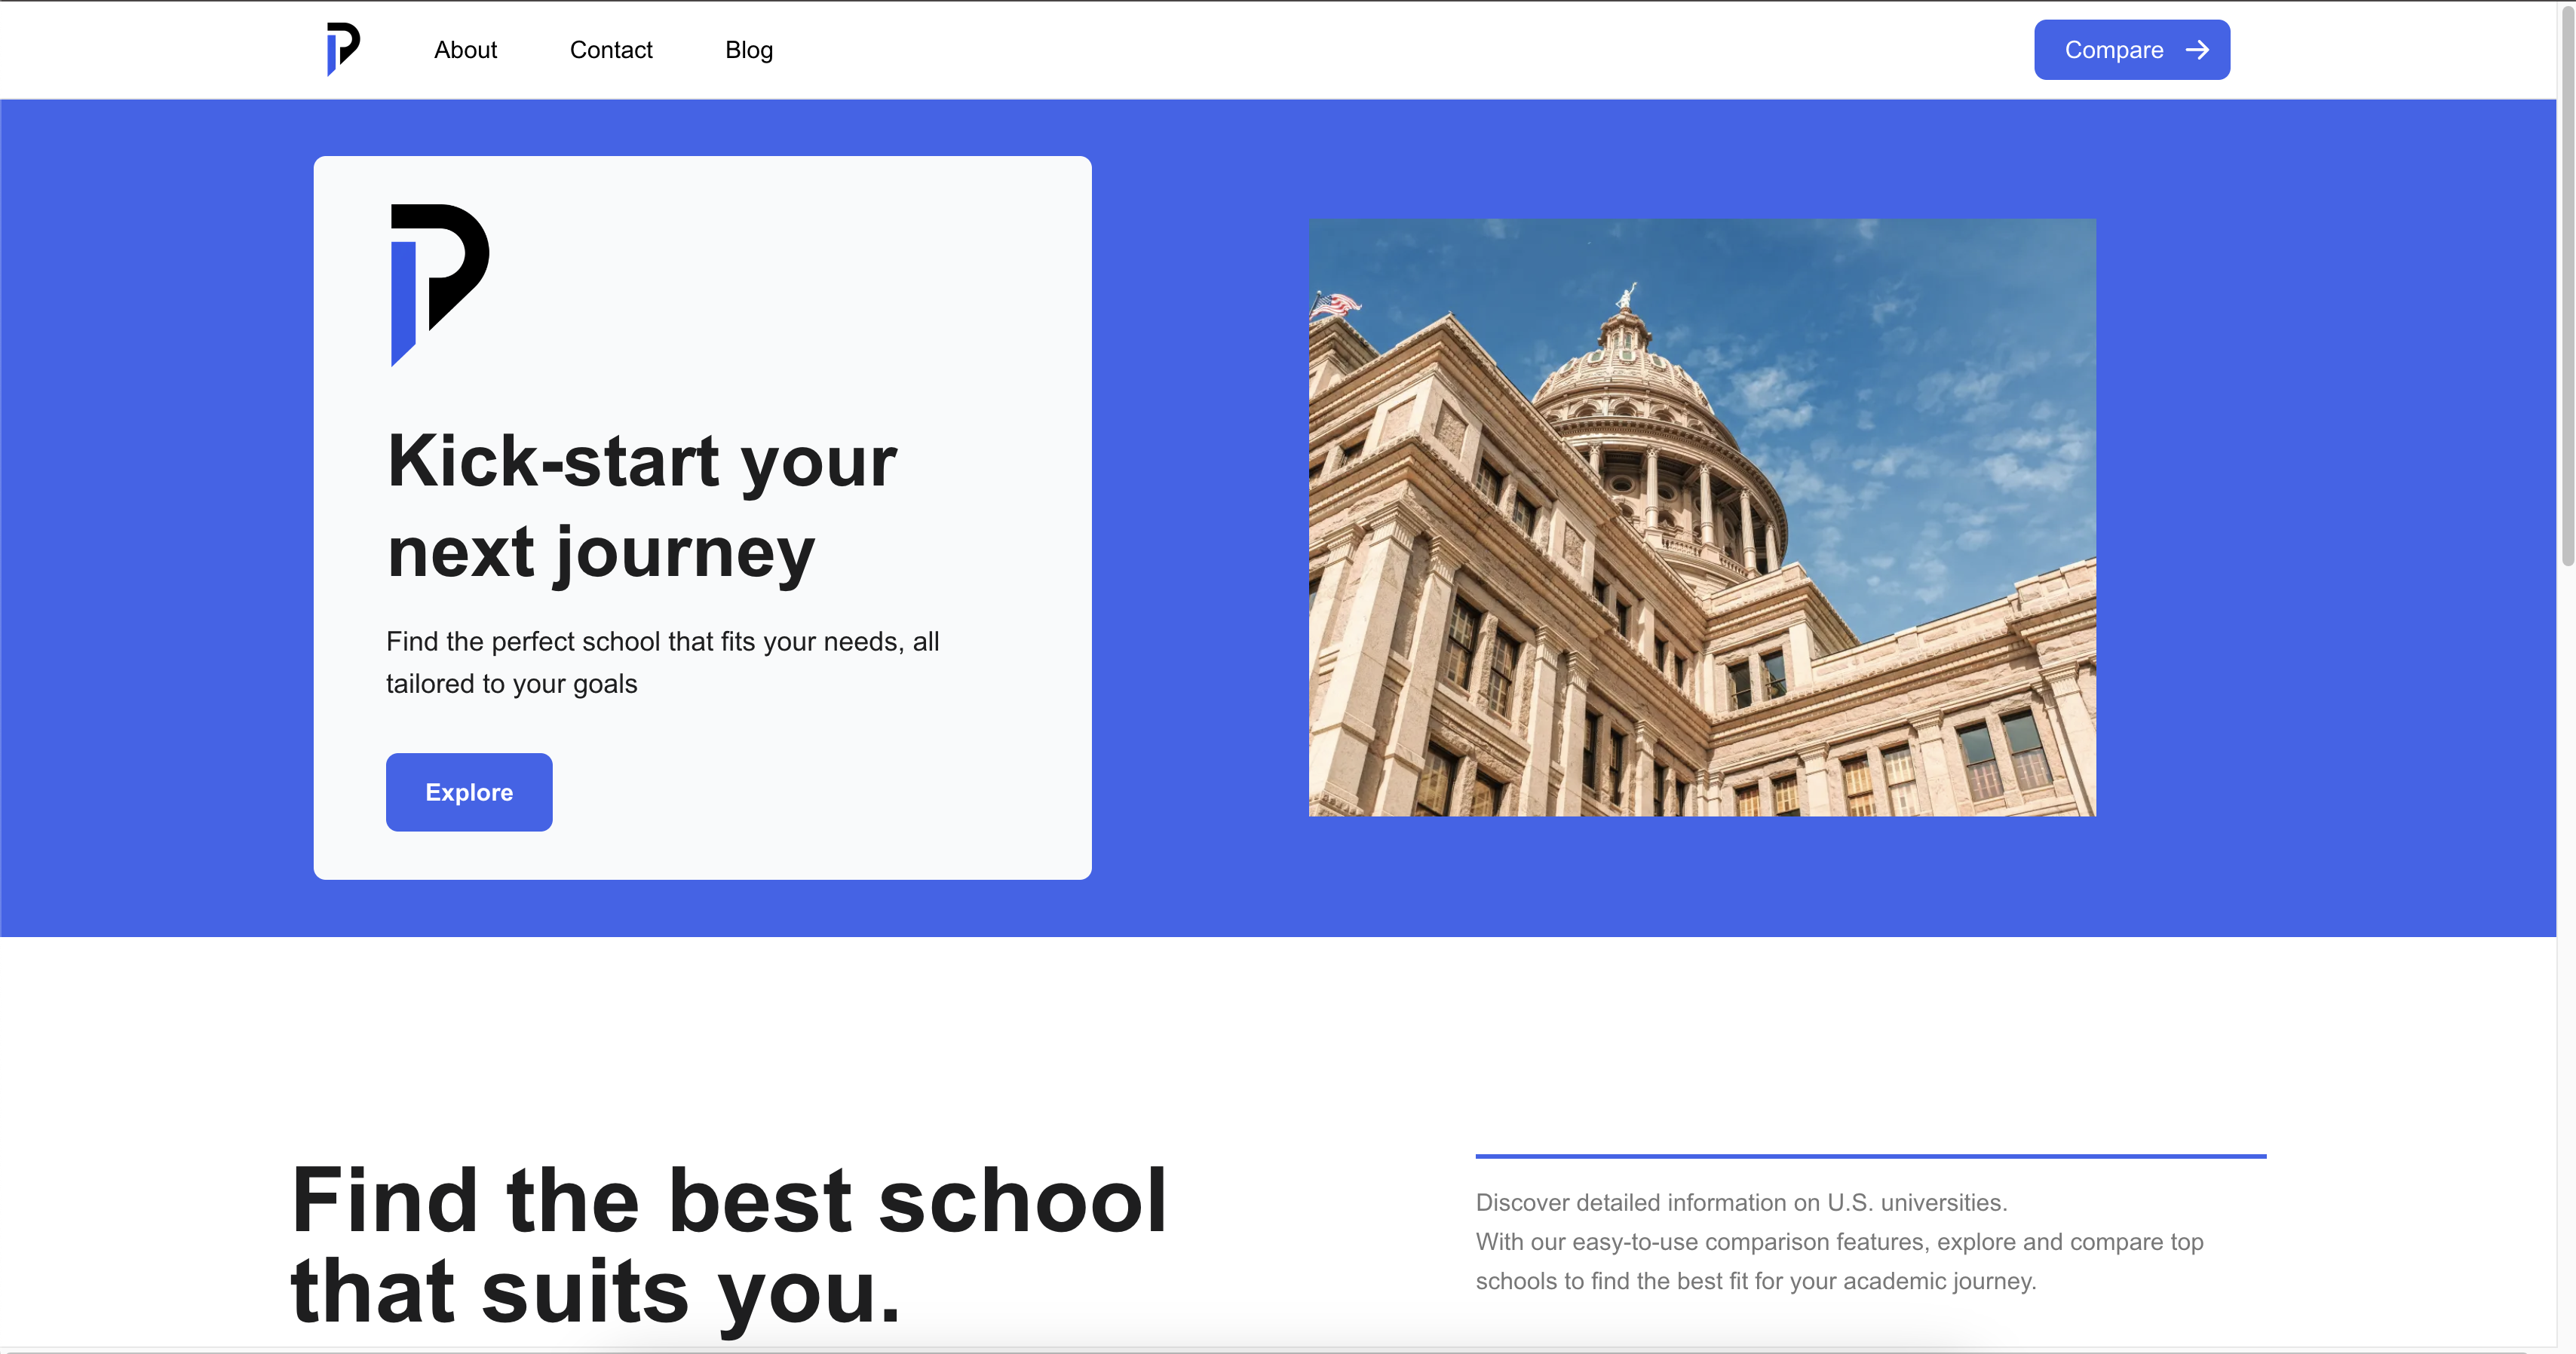 About Contact Blog Compare
Kick-start your
next journey
Find the perfect school that fits your needs, all
tailored to your goals
Explore
Find the best school
that suits you.
Discover detailed information on U.S. universities.
With our easy-to-use comparison features, explore and compare top
schools to find the best fit for your academic journey.